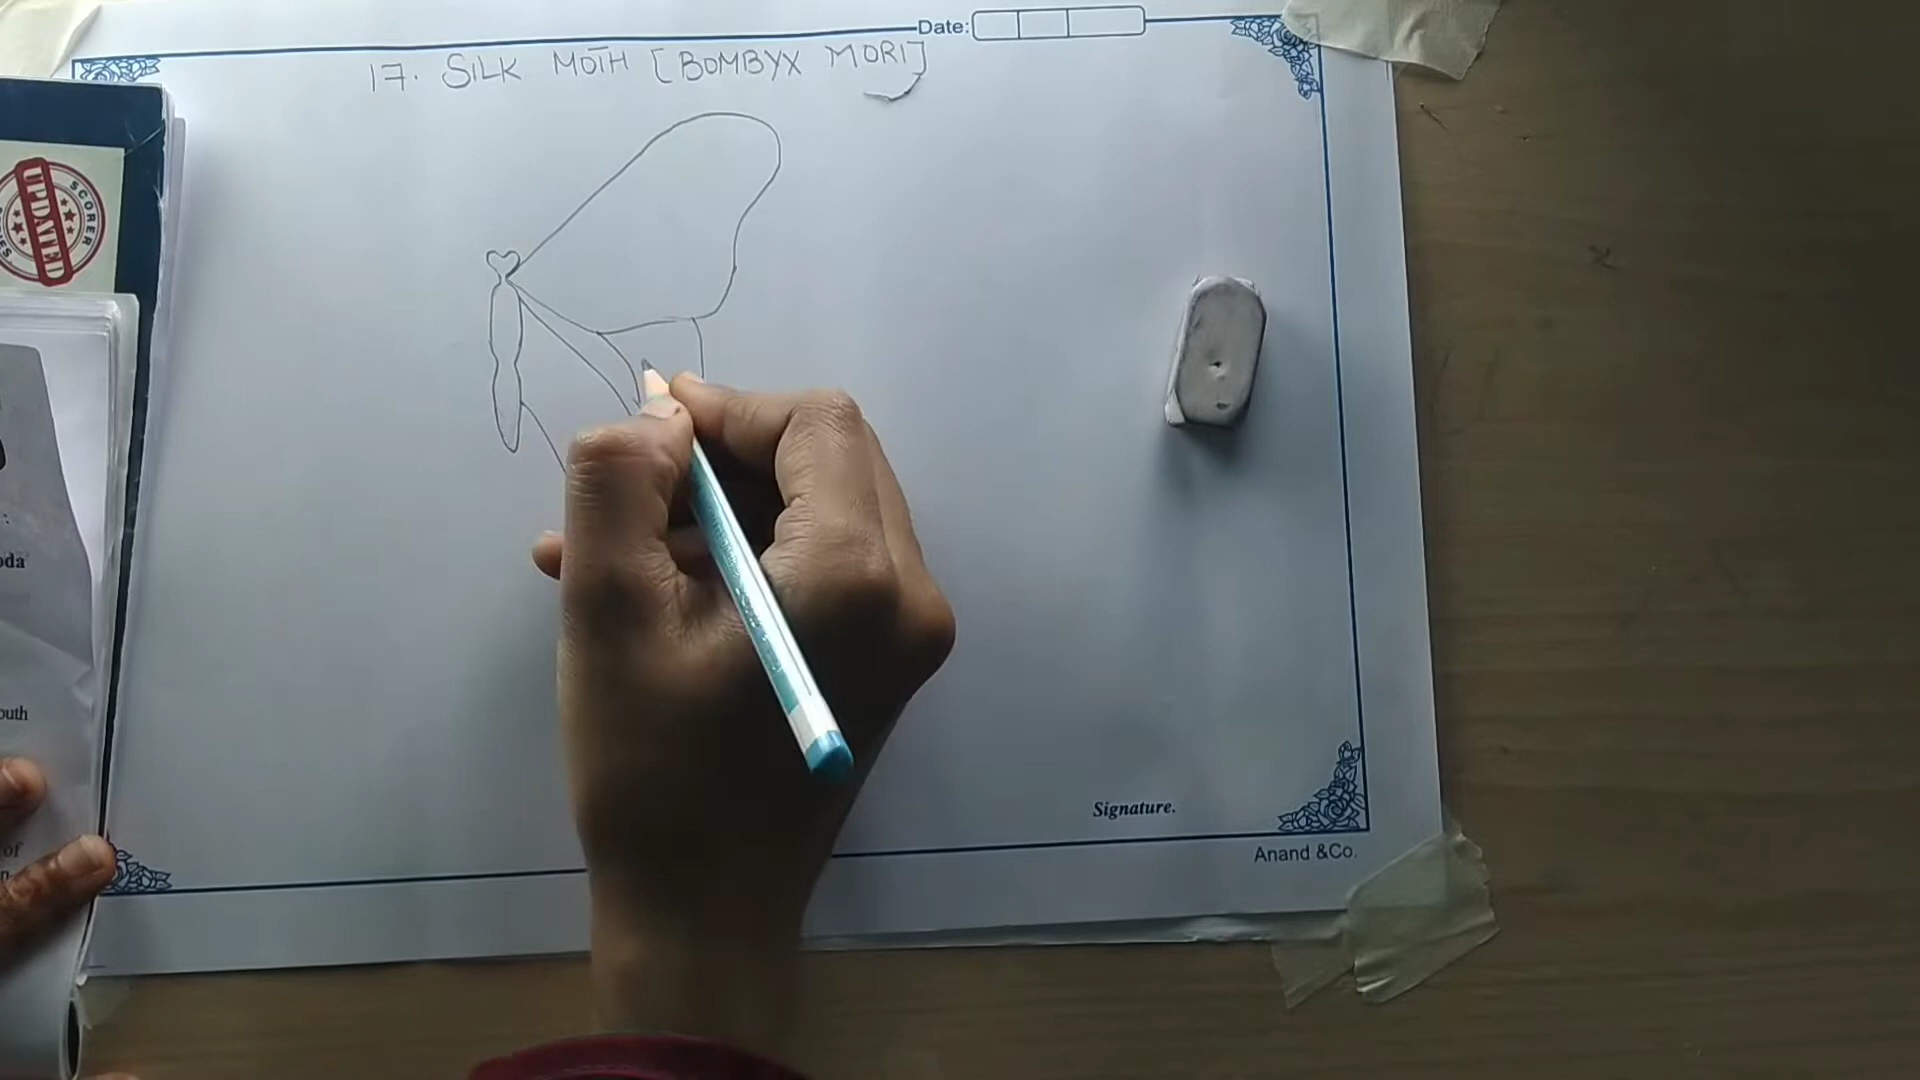 Date:
17. SILK MOTH [BOMBYX MORI]
UPDATED
SCORER
oda
outh
of
Signature.
Anand &Co.